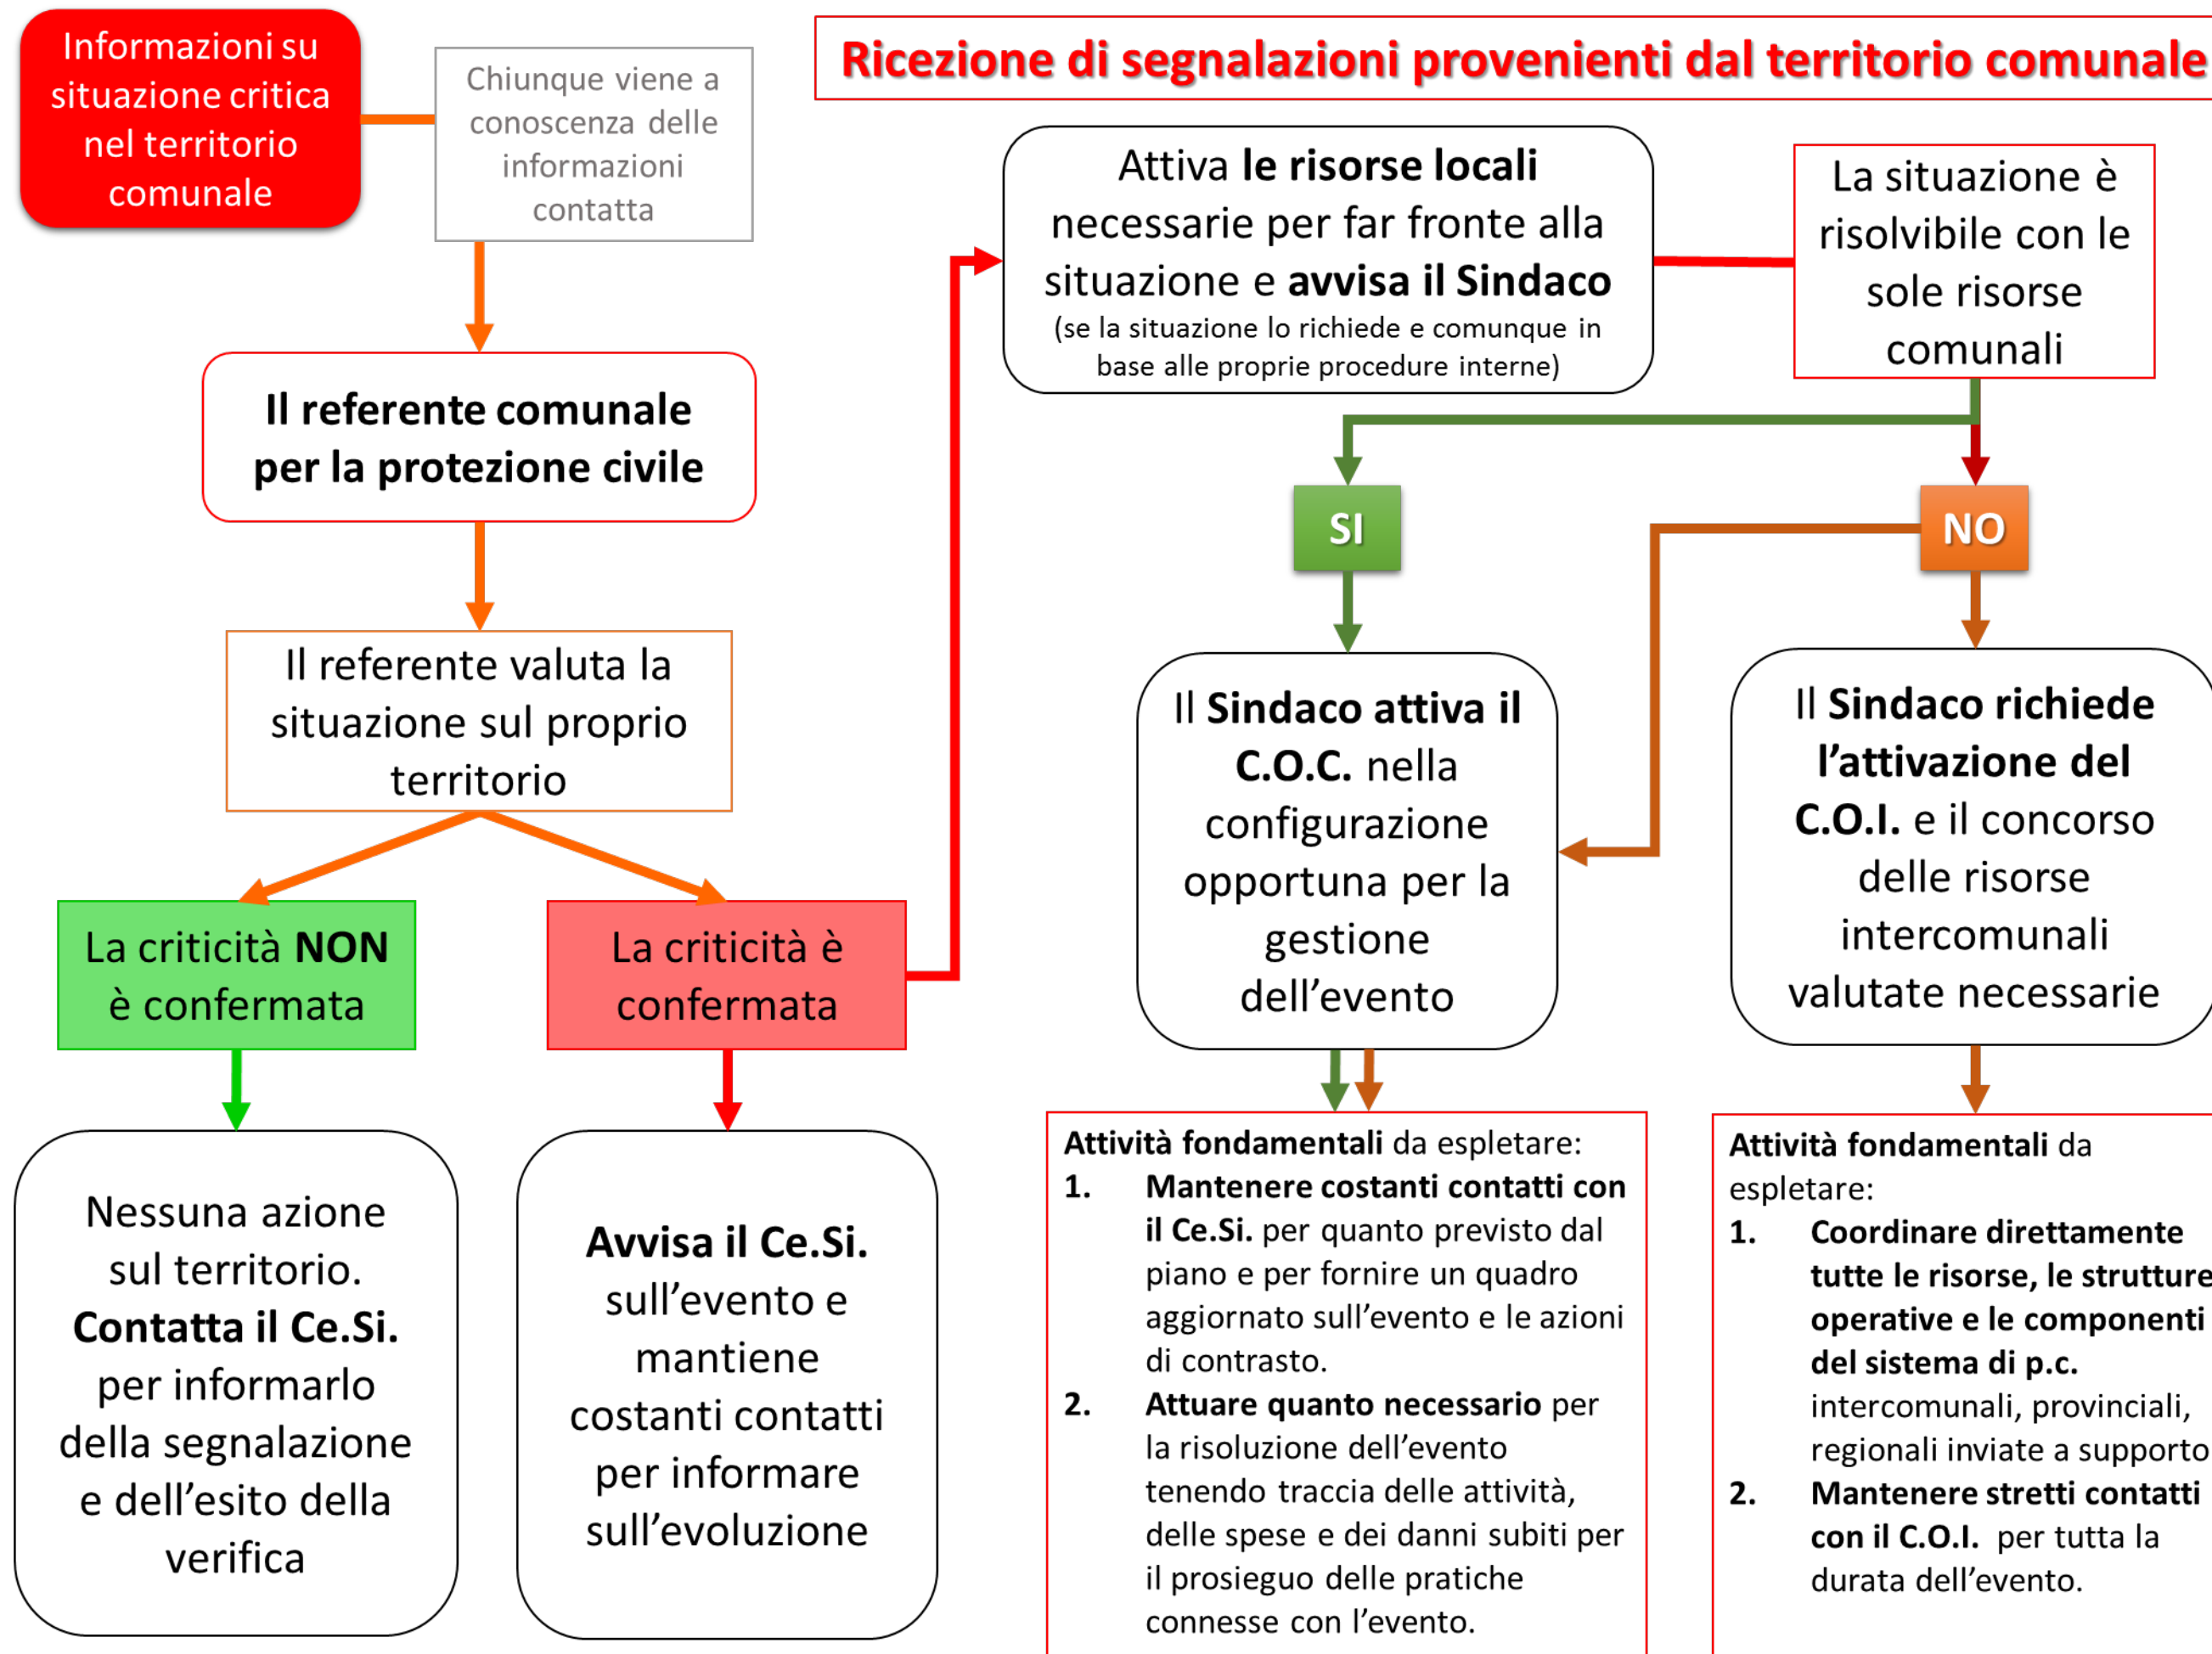 Informazioni su
situazione critica
nel territorio
comunale
Chiunque viene a
conoscenza delle
informazioni
contatta
Ricezione di segnalazioni provenienti dal territorio comunale
Il referente comunale
per la protezione civile
Il referente valuta la
situazione sul proprio
territorio
La criticità NON
è confermata
La criticità è
confermata
Nessuna azione
sul territorio.
Contatta il Ce.Si.
per informarlo
della segnalazione
e dell’esito della
verifica
Avvisa il Ce.Si.
sull’evento e
mantiene
costanti contatti
per informare
sull’evoluzione
Attiva le risorse locali
necessarie per far fronte alla
situazione e avvisa il Sindaco
(se la situazione lo richiede e comunque in
base alle proprie procedure interne)
La situazione è
risolvibile con le
sole risorse
comunali
SI
NO
Il Sindaco attiva il
C.O.C. nella
configurazione
opportuna per la
gestione
dell’evento
Il Sindaco richiede
l’attivazione del
C.O.I. e il concorso
delle risorse
intercomunali
valutate necessarie
Attività fondamentali da espletare:
1. Mantenere costanti contatti con
il Ce.Si. per quanto previsto dal
piano e per fornire un quadro
aggiornato sull’evento e le azioni
di contrasto.
2. Attuare quanto necessario per
la risoluzione dell’evento
tenendo traccia delle attività,
delle spese e dei danni subiti per
il prosieguo delle pratiche
connesse con l’evento.
Attività fondamentali da
espletare:
1. Coordinare direttamente
tutte le risorse, le strutture
operative e le componenti
del sistema di p.c.
intercomunali, provinciali,
regionali inviate a supporto
2. Mantenere stretti contatti
con il C.O.I. per tutta la
durata dell’evento.